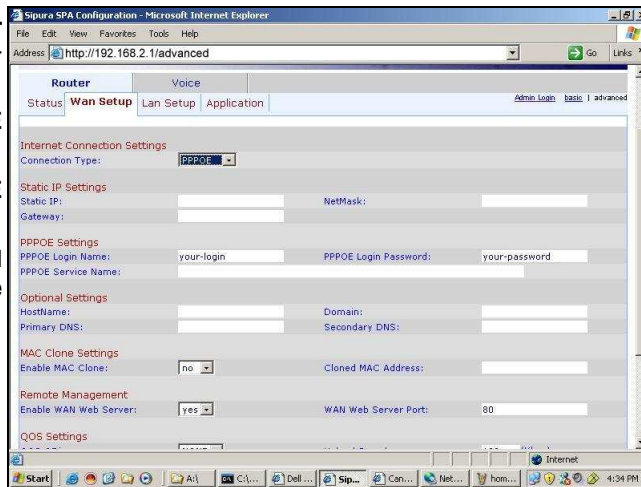 Sipura SPA Configuration - Microsoft Internet Explorer
File Edit View Favorites Tools Help
Address http://192.168.2.1/advanced Go Links
Router Voice
Status Wan Setup Lan Setup Application Admin Login basic | advanced
Internet Connection Settings
Connection Type: PPPOE
Static IP Settings
Static IP: NetMask:
Gateway:
PPPOE Settings
PPPOE Login Name: your-login PPPOE Login Password: your-password
PPPOE Service Name:
Optional Settings
HostName: Domain:
Primary DNS: Secondary DNS:
MAC Clone Settings
Enable MAC Clone: no Cloned MAC Address:
Remote Management
Enable WAN Web Server: yes WAN Web Server Port: 80
QOS Settings
Internet
Start A:\ C:\... Dell ... Sip... Can... Net... hom... 4:34 PM